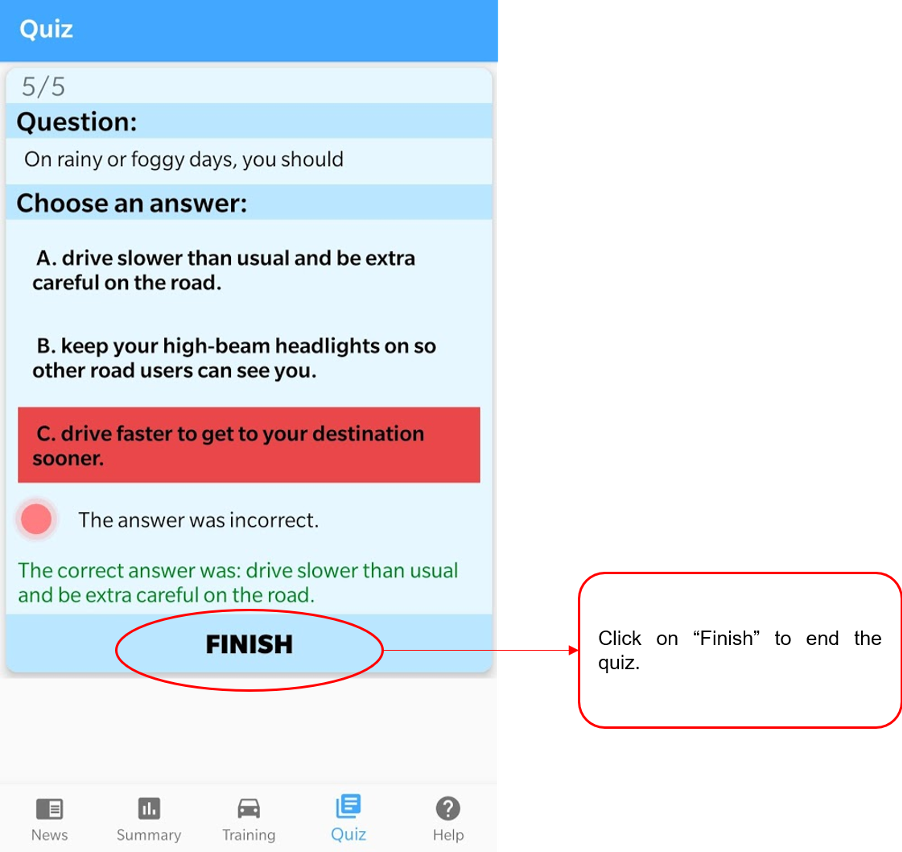 Quiz
5/5
Question:
On rainy or foggy days, you should
Choose an answer:
A. drive slower than usual and be extra
careful on the road.
B. keep your high-beam headlights on so
other road users can see you.
C. drive faster to get to your destination
sooner.
The answer was incorrect.
The correct answer was: drive slower than usual
and be extra careful on the road.
FINISH
Click on “Finish” to end the
quiz.
News
Summary
Training
Quiz
Help